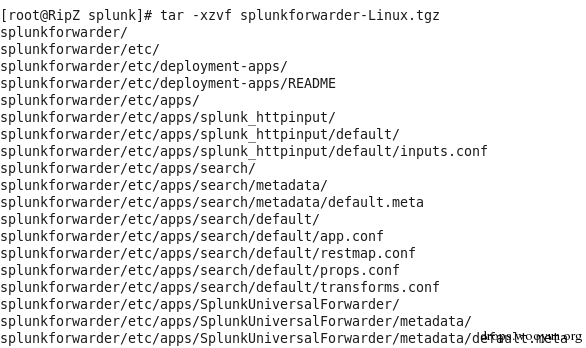 [root@RipZ splunk]# tar -xzvf splunkforwarder-Linux.tgz
splunkforwarder/
splunkforwarder/etc/
splunkforwarder/etc/deployment-apps/
splunkforwarder/etc/deployment-apps/README
splunkforwarder/etc/apps/
splunkforwarder/etc/apps/splunk_httpinput/
splunkforwarder/etc/apps/splunk_httpinput/default/
splunkforwarder/etc/apps/splunk_httpinput/default/inputs.conf
splunkforwarder/etc/apps/search/
splunkforwarder/etc/apps/search/metadata/
splunkforwarder/etc/apps/search/metadata/default.meta
splunkforwarder/etc/apps/search/default/
splunkforwarder/etc/apps/search/default/app.conf
splunkforwarder/etc/apps/search/default/restmap.conf
splunkforwarder/etc/apps/search/default/props.conf
splunkforwarder/etc/apps/search/default/transforms.conf
splunkforwarder/etc/apps/SplunkUniversalForwarder/
splunkforwarder/etc/apps/SplunkUniversalForwarder/metadata/
splunkforwarder/etc/apps/SplunkUniversalForwarder/metadata/default.meta
drops.wooyun.org